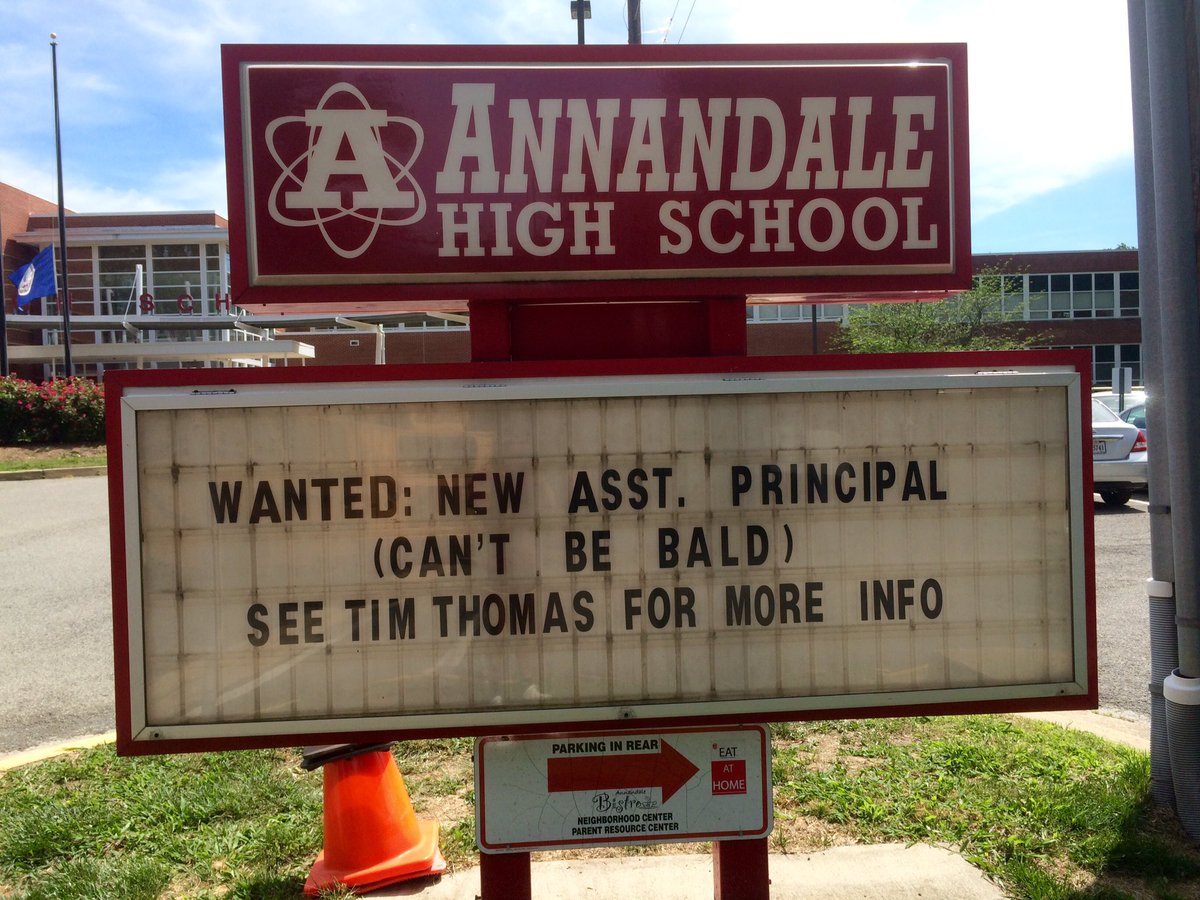 A ANNANDALE
HIGH SCHOOL
SCH
WANTED: NEW ASST. PRINCIPAL
(CAN'T BE BALD)
SEE TIM THOMAS FOR MORE INFO
PARKING IN REAR
EAT
AT
HOME
Annandale
Bistro
NEIGHBORHOOD CENTER
PARENT RESOURCE CENTER